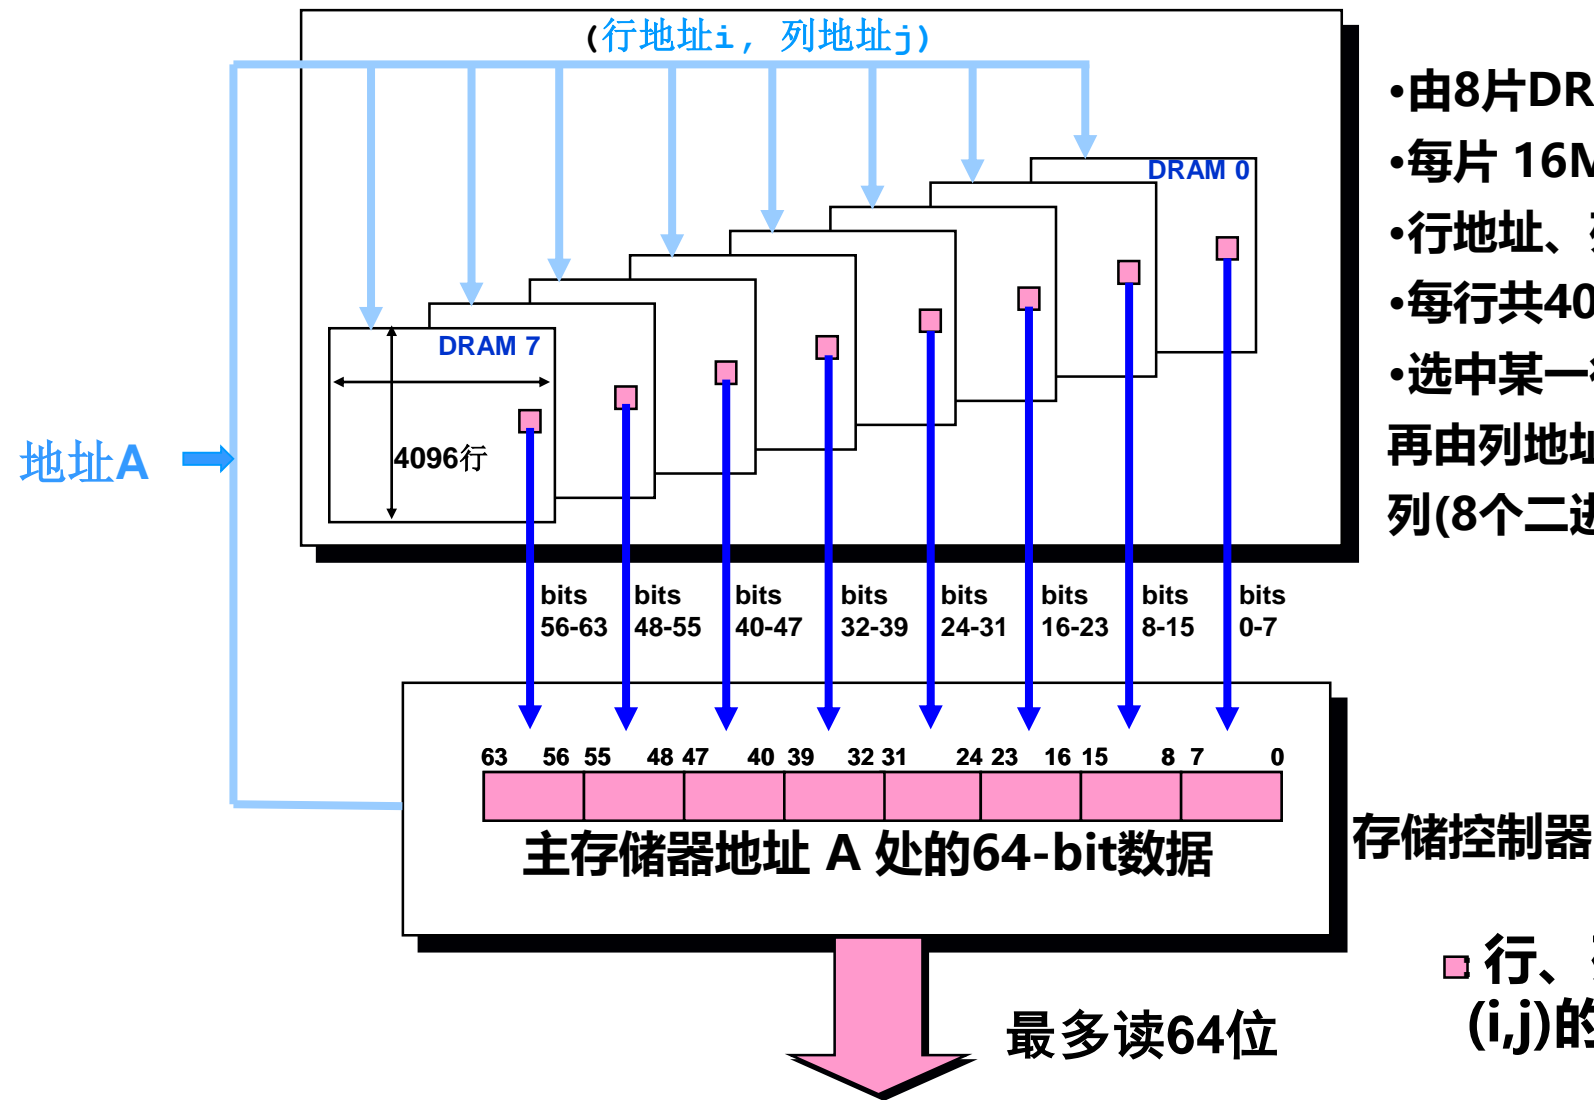 (行地址i, 列地址j)
•由8片DR
•每片 16M
•行地址、
•每行共40
•选中某一
再由列地址
列(8个二进
DRAM 0
DRAM 7
4096行
地址A
bits 56-63
bits 48-55
bits 40-47
bits 32-39
bits 24-31
bits 16-23
bits 8-15
bits 0-7
63 56 55 48 47 40 39 32 31 24 23 16 15 8 7 0
主存储器地址 A 处的64-bit数据
存储控制器
行、
(i,j)的
最多读64位